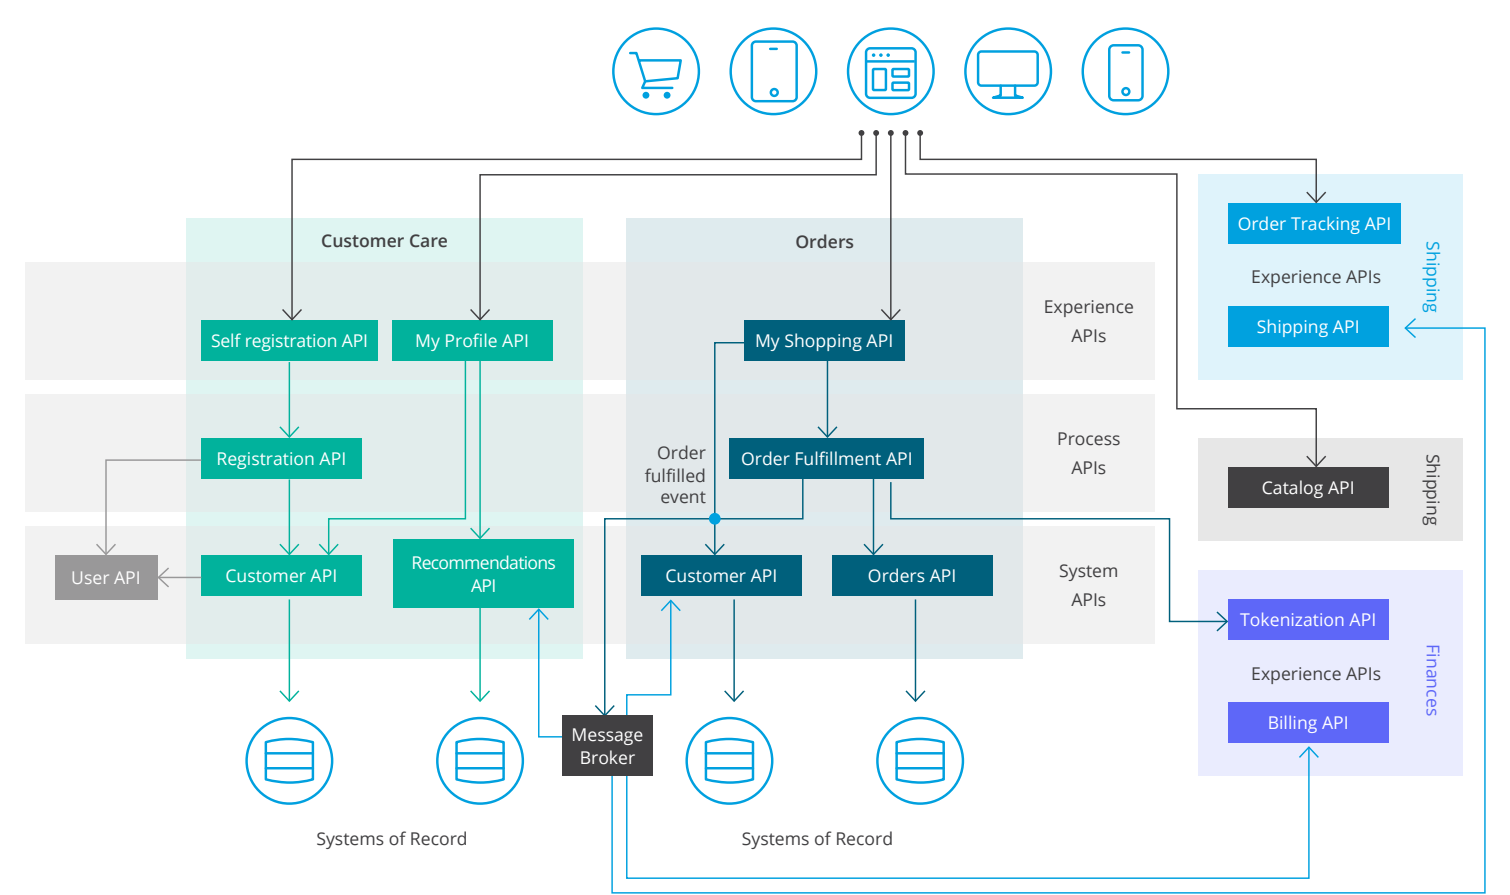 Order Tracking API
Shipping
Customer Care
Orders
Experience APIs
Experience
APIs
Self registration API
My Profile API
My Shopping API
Shipping API
Process
APIs
Order
fulfilled
event
Registration API
Order Fulfillment API
Catalog API
Shipping
System
APIs
User API
Customer API
Recommendations
API
Customer API
Orders API
Tokenization API
Finances
Experience APIs
Billing API
Message
Broker
Systems of Record
Systems of Record